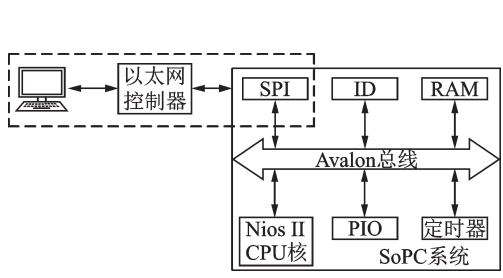 以太网
控制器
SPI
ID
RAM
Avalon总线
Nios II
CPU核
PIO
定时器
SoPC系统